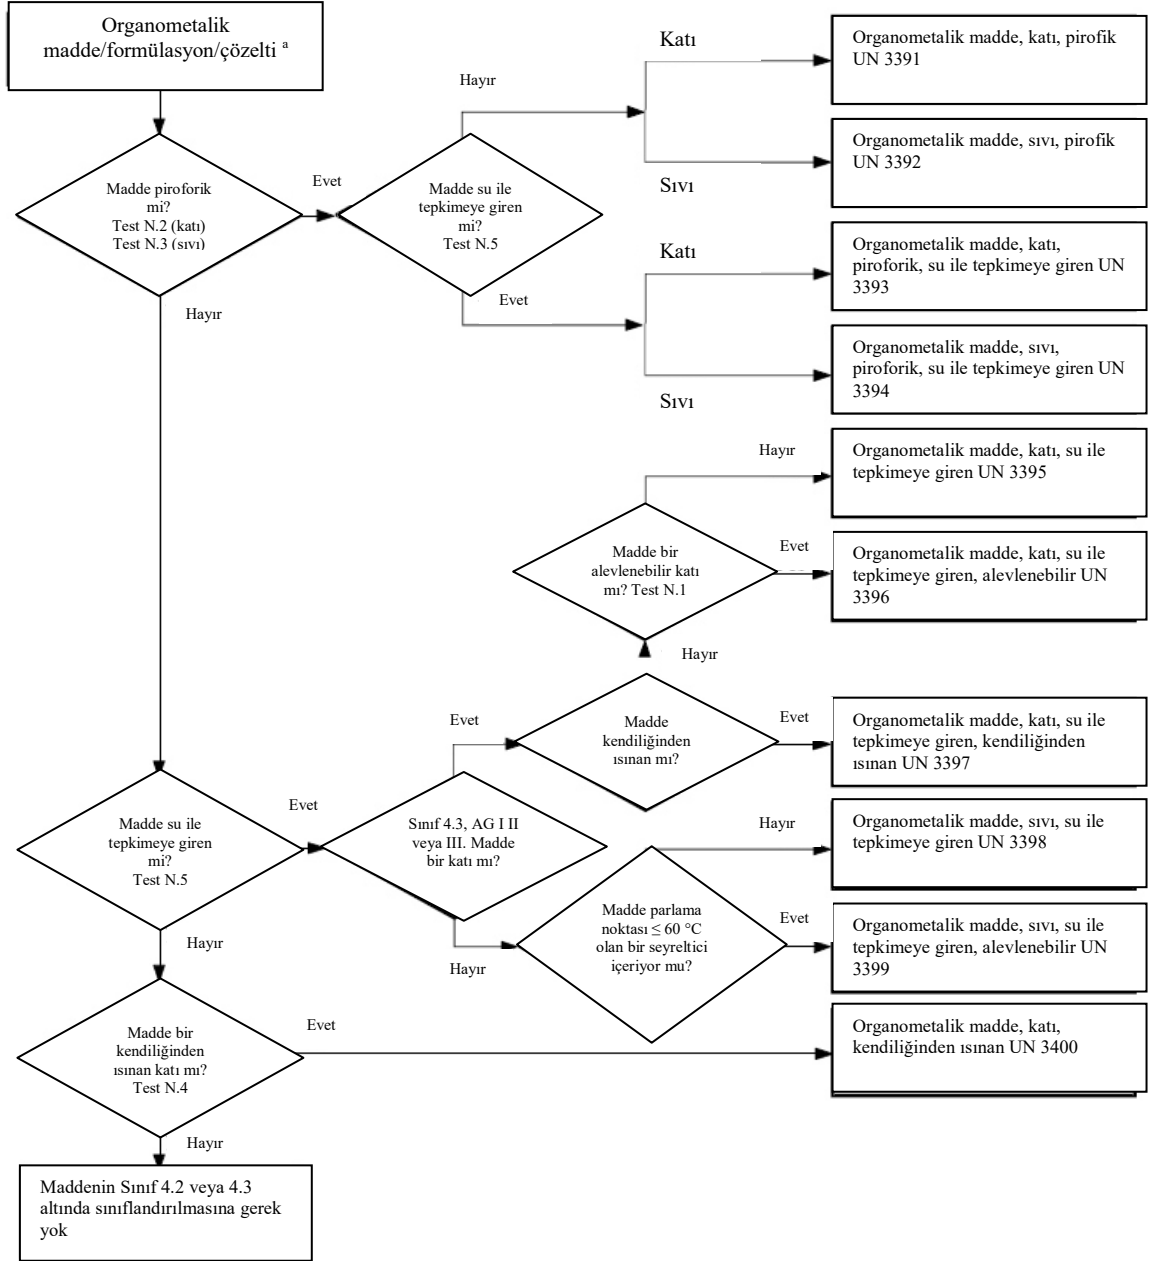 Organometalik
madde/formülasyon/çözelti a
Katı
Organometalik madde, katı, pirofik
UN 3391
Hayır
Organometalik madde, sıvı, pirofik
UN 3392
Sıvı
Madde piroforik
mi?
Test N.2 (katı)
Test N.3 (sıvı)
Evet
Madde su ile
tepkimeye giren
mi?
Test N.5
Katı
Organometalik madde, katı,
piroforik, su ile tepkimeye giren UN
3393
Evet
Hayır
Organometalik madde, sıvı,
piroforik, su ile tepkimeye giren UN
3394
Sıvı
Hayır
Organometalik madde, katı, su ile
tepkimeye giren UN 3395
Madde bir
alevlenebilir katı
mı? Test N.1
Evet
Organometalik madde, katı, su ile
tepkimeye giren, alevlenebilir UN
3396
Hayır
Evet
Madde
kendiliğinden
ısınan mı?
Evet
Organometalik madde, katı, su ile
tepkimeye giren, kendiliğinden
ısınan UN 3397
Madde su ile
tepkimeye giren
mi?
Test N.5
Evet
Sınıf 4.3, AG I II
veya III. Madde
bir katı mı?
Hayır
Organometalik madde, sıvı, su ile
tepkimeye giren UN 3398
Madde parlama
noktası ≤ 60 °C
olan bir seyreltici
içeriyor mu?
Evet
Organometalik madde, sıvı, su ile
tepkimeye giren, alevlenebilir UN
3399
Hayır
Hayır
Madde bir
kendiliğinden
ısınan katı mı?
Test N.4
Evet
Organometalik madde, katı,
kendiliğinden ısınan UN 3400
Hayır
Maddenin Sınıf 4.2 veya 4.3
altında sınıflandırılmasına gerek
yok